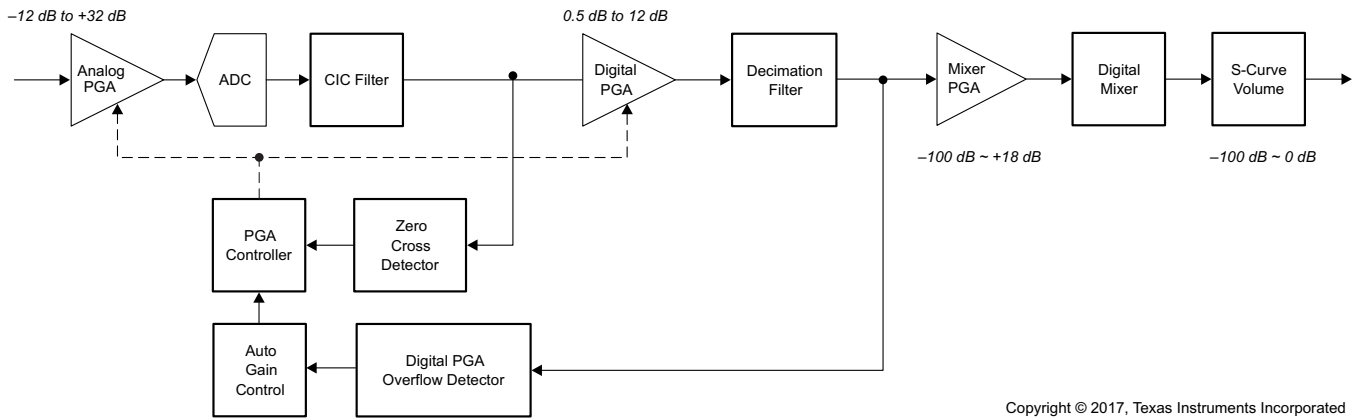 –12 dB to +32 dB
0.5 dB to 12 dB
Analog
PGA
ADC
CIC Filter
Digital
PGA
Decimation
Filter
Mixer
PGA
Digital
Mixer
S-Curve
Volume
–100 dB ~ +18 dB
–100 dB ~ 0 dB
PGA
Controller
Zero
Cross
Detector
Auto
Gain
Control
Digital PGA
Overflow Detector
Copyright © 2017, Texas Instruments Incorporated